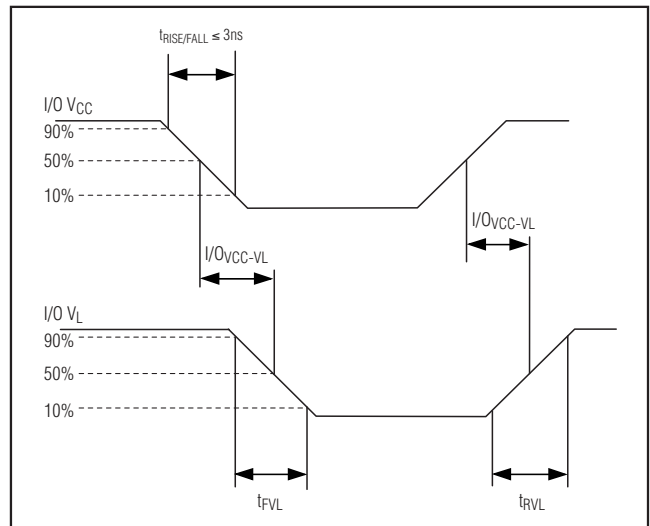 tRISE/FALL ≤ 3ns
I/O VCC
90%
50%
10%
I/OVCC-VL
I/OVCC-VL
I/O VL
90%
50%
10%
tFVL
tRVL